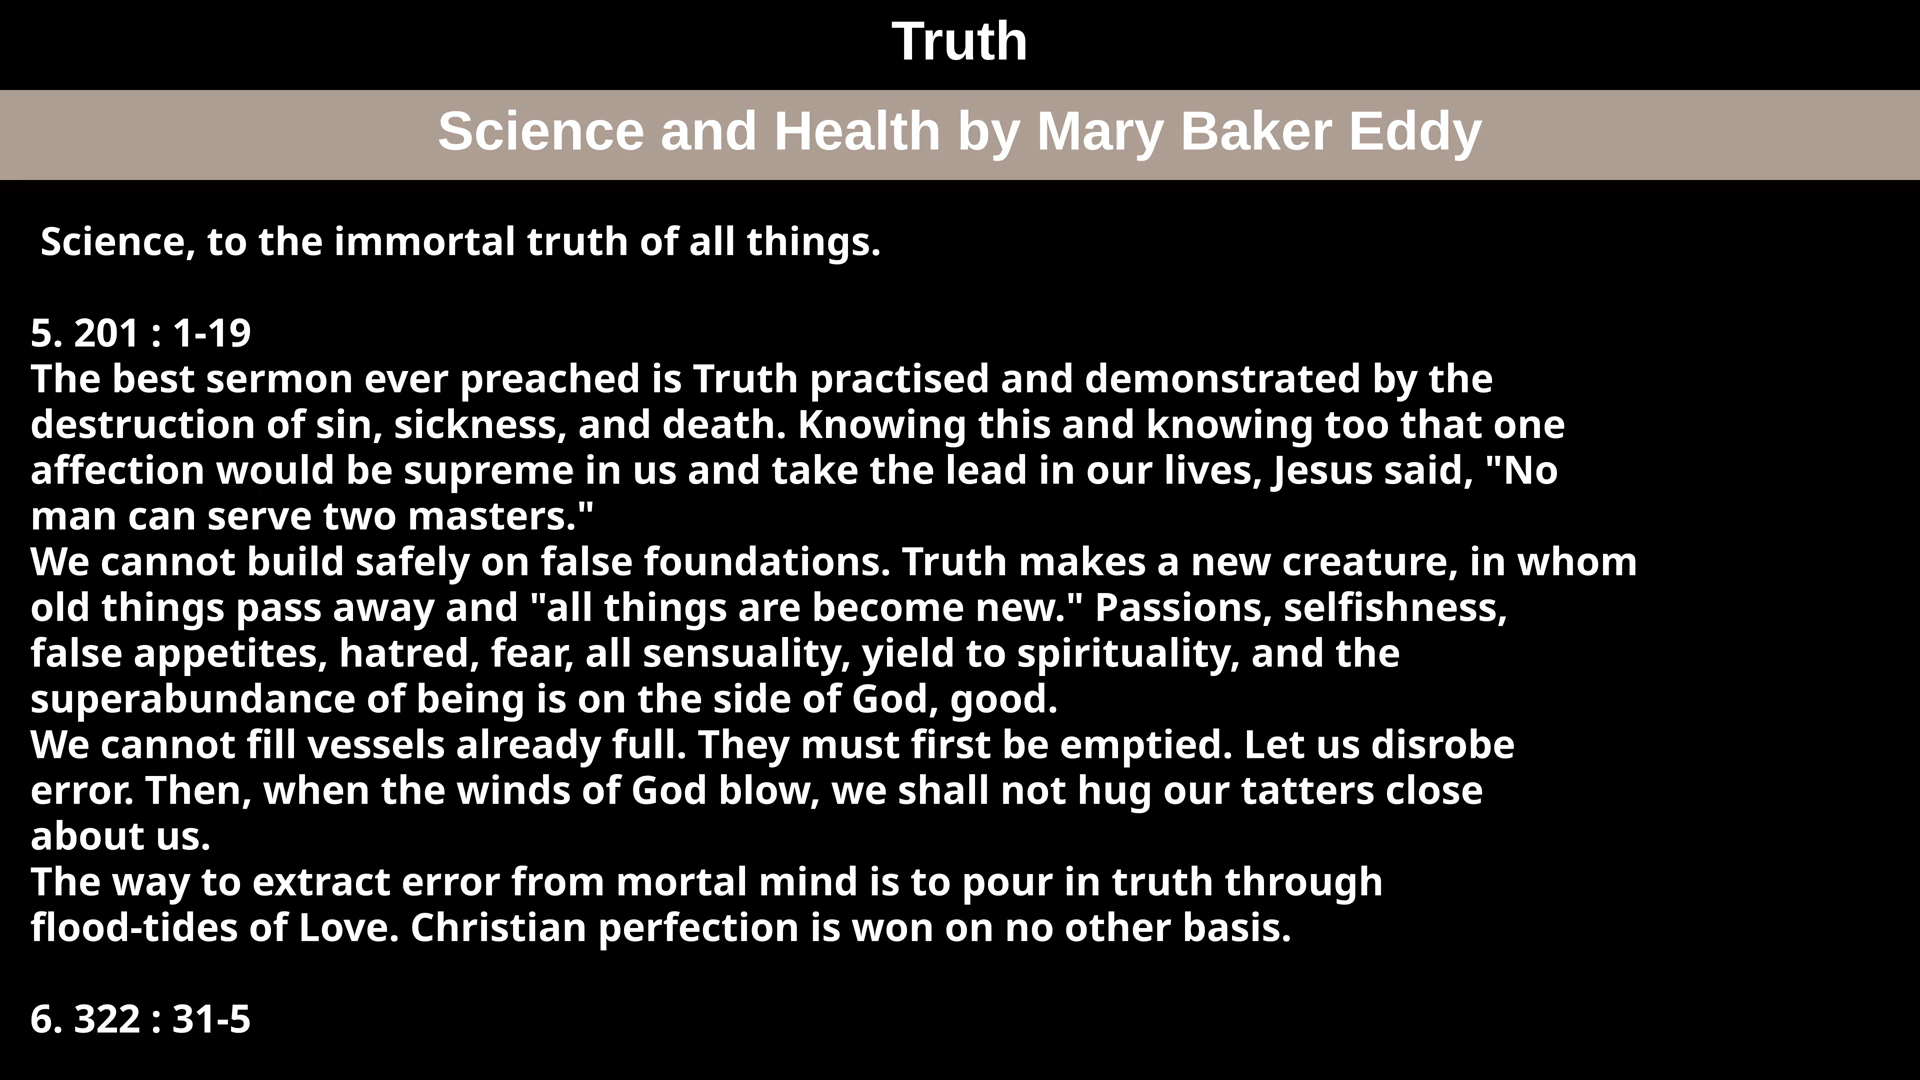 Truth
Science and Health by Mary Baker Eddy
Science, to the immortal truth of all things.
5. 201 : 1-19
The best sermon ever preached is Truth practised and demonstrated by the
destruction of sin, sickness, and death. Knowing this and knowing too that one
affection would be supreme in us and take the lead in our lives, Jesus said, "No
man can serve two masters."
We cannot build safely on false foundations. Truth makes a new creature, in whom
old things pass away and "all things are become new." Passions, selfishness,
false appetites, hatred, fear, all sensuality, yield to spirituality, and the
superabundance of being is on the side of God, good.
We cannot fill vessels already full. They must first be emptied. Let us disrobe
error. Then, when the winds of God blow, we shall not hug our tatters close
about us.
The way to extract error from mortal mind is to pour in truth through
flood-tides of Love. Christian perfection is won on no other basis.
6. 322 : 31-5